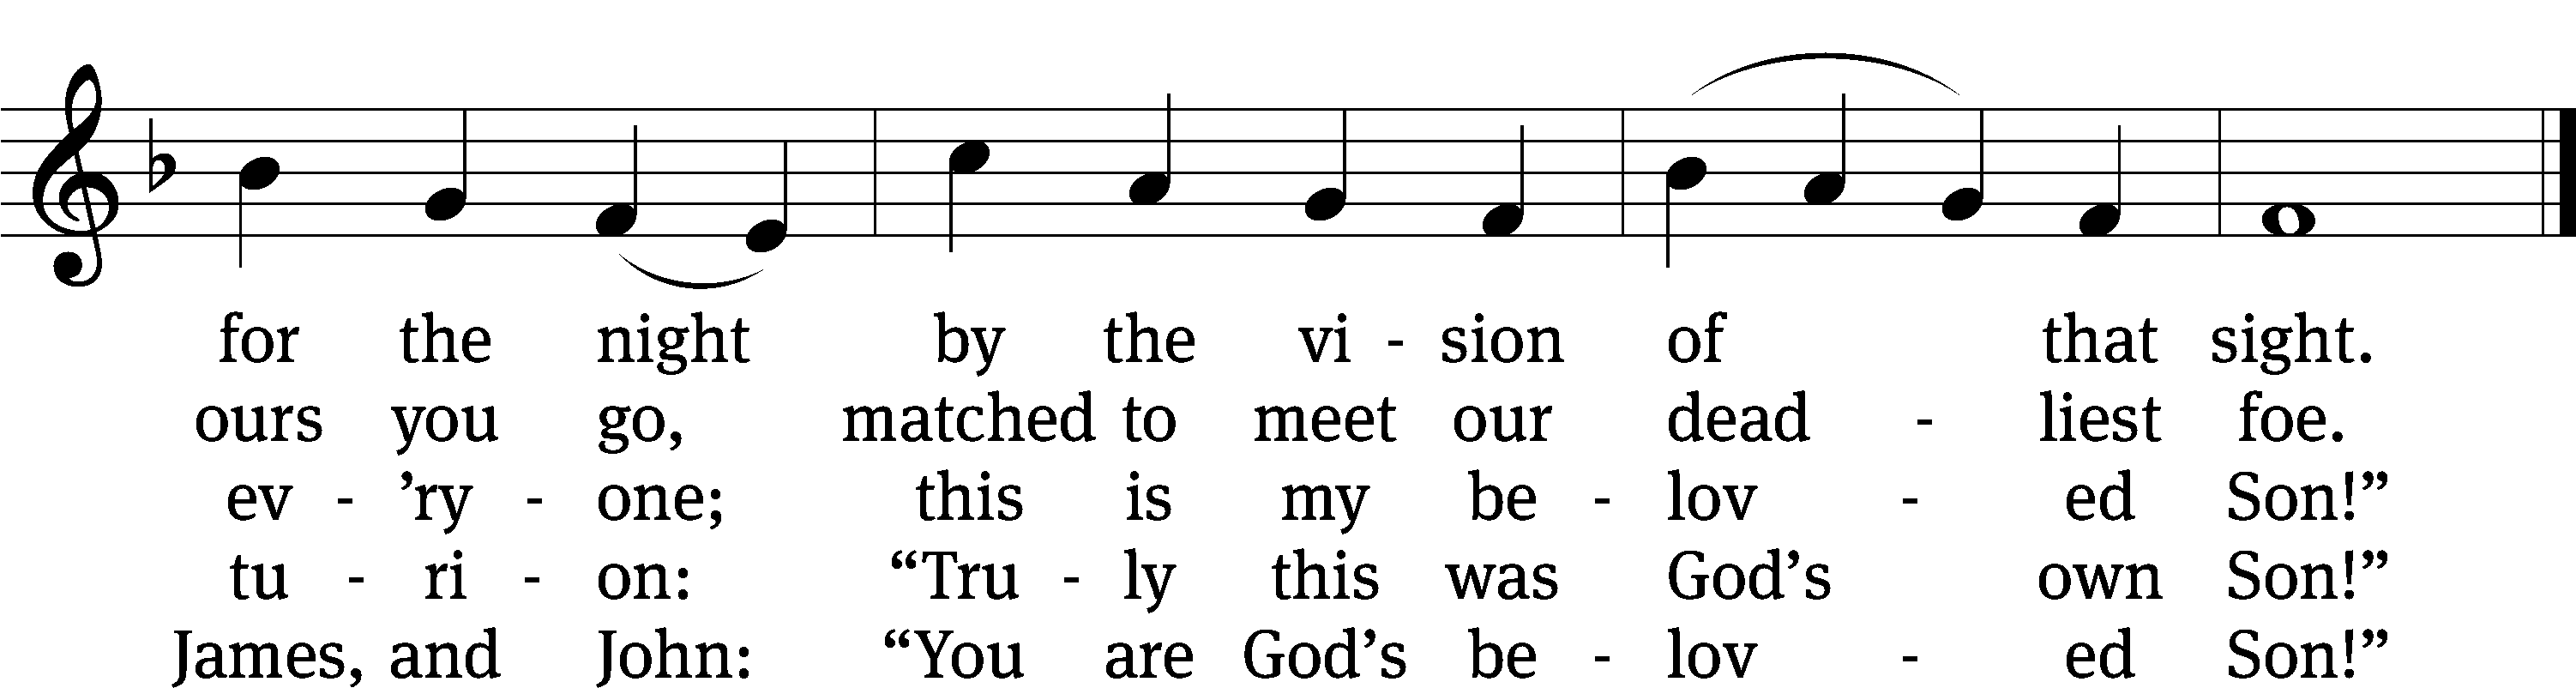 for the night by the vi - sion of that sight.
ours you go, matched to meet our dead - liest foe.
ev - ’ry - one; this is my be - lov - ed Son!”
tu - ri - on: “Tru - ly this was God’s own Son!”
James, and John: “You are God’s be - lov - ed Son!”